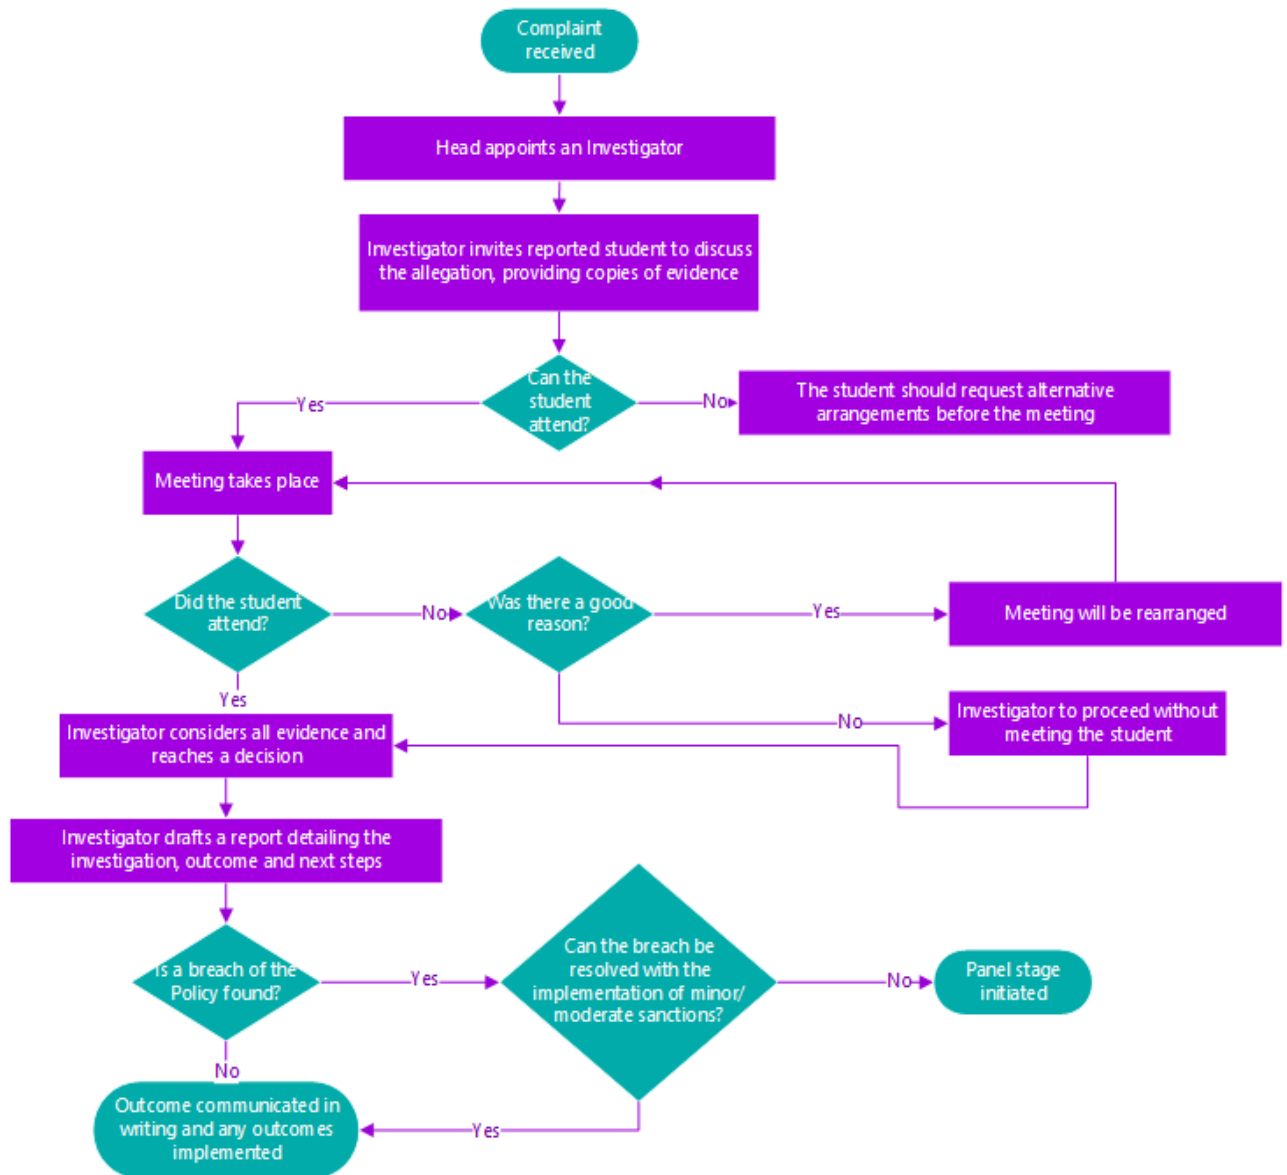 Complaint
received
Head appoints an Investigator
Investigator invites reported student to discuss
the allegation, providing copies of evidence
Can the
student
attend?
Yes
No
The student should request alternative
arrangements before the meeting
Meeting takes place
Did the student
attend?
No
Was there a good
reason?
Yes
Meeting will be rearranged
Yes
No
Investigator to proceed without
meeting the student
Investigator considers all evidence and
reaches a decision
Investigator drafts a report detailing the
investigation, outcome and next steps
Is a breach of the
Policy found?
Yes
Can the breach be
resolved with the
implementation of minor/
moderate sanctions?
No
Panel stage
initiated
No
Outcome communicated in
writing and any outcomes
implemented
Yes